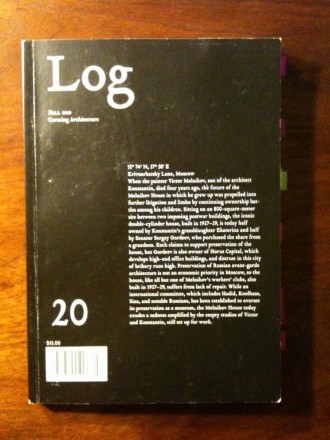 Log
FALL 2010
Curating Architecture
Krivoarbatsky Lane, Moscow
When the painter Victor Melnikov, son of the architect
Konstantin, died four years ago, the future of the
Melnikov House in which he grew up was propelled into
further litigation and limbo by continuing ownership bat-
tles among his children. Sitting on an 800-square-meter
site between two imposing postwar buildings, the iconic
double-cylinder house, built in 1927–29, is today half
owned by Konstantin's granddaughter Ekaterina and half
by Senator Sergey Gordeev, who purchased the share from
a grandson. Each claims to support preservation of the
house, but Gordeev is also owner of Horus Capital, which
develops high-end office buildings, and distrust in this city
of bribery runs high. Preservation of Russian avant-garde
architecture is not an economic priority in Moscow, so the
house, like all but one of Melnikov's workers' clubs, also
built in 1927–29, suffers from lack of repair. While an
international committee, which includes Hadid, Koolhaas,
Siza, and notable Russians, has been established to oversee
its preservation as a museum, the Melnikov House today
exudes a sadness amplified by the empty studies of Victor
and Konstantin, still set up for work.
20
$15.00